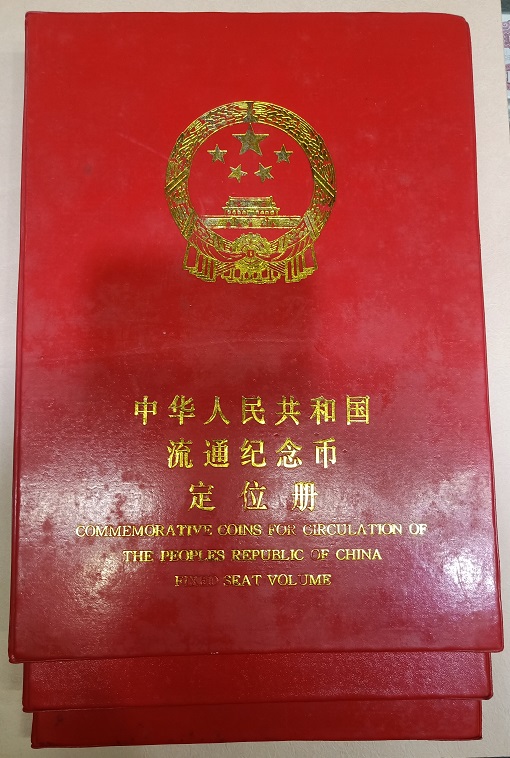 中华人民共和国
流通纪念币
定位册
COMMEMORATIVE COINS FOR CIRCULATION OF
THE PEOPLES REPUBLIC OF CHINA
FIXED SEAT VOLUME